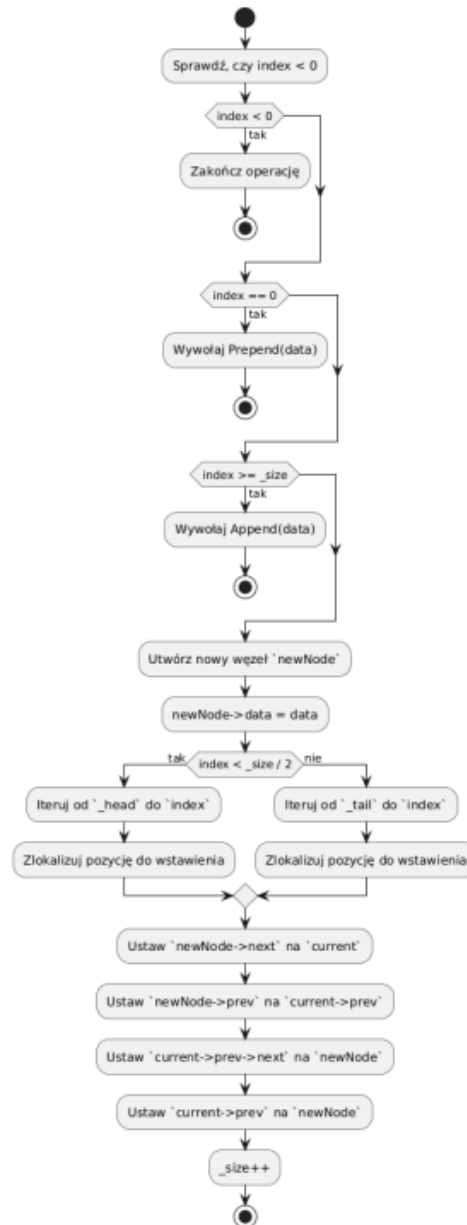 Sprawdź, czy index < 0
index < 0
tak
Zakończ operację
index == 0
tak
Wywołaj Prepend(data)
index >= _size
tak
Wywołaj Append(data)
Utwórz nowy węzeł `newNode`
newNode->data = data
tak
index < _size / 2
nie
Iteruj od `_head` do `index`
Iteruj od `_tail` do `index`
Zlokalizuj pozycję do wstawienia
Zlokalizuj pozycję do wstawienia
Ustaw `newNode->next` na `current`
Ustaw `newNode->prev` na `current->prev`
Ustaw `current->prev->next` na `newNode`
Ustaw `current->prev` na `newNode`
_size++